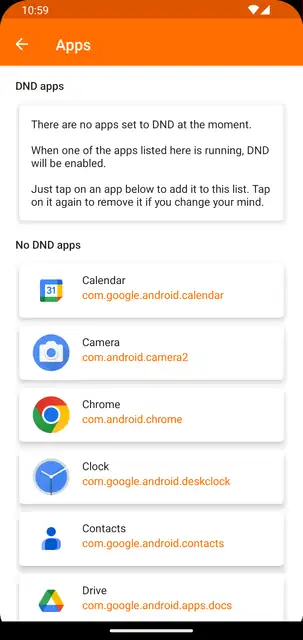 10:59
Apps
DND apps
There are no apps set to DND at the moment.
When one of the apps listed here is running, DND
will be enabled.
Just tap on an app below to add it to this list. Tap
on it again to remove it if you change your mind.
No DND apps
31
Calendar
com.google.android.calendar
Camera
com.android.camera2
Chrome
com.android.chrome
Clock
com.google.android.deskclock
Contacts
com.google.android.contacts
Drive
com.google.android.apps.docs